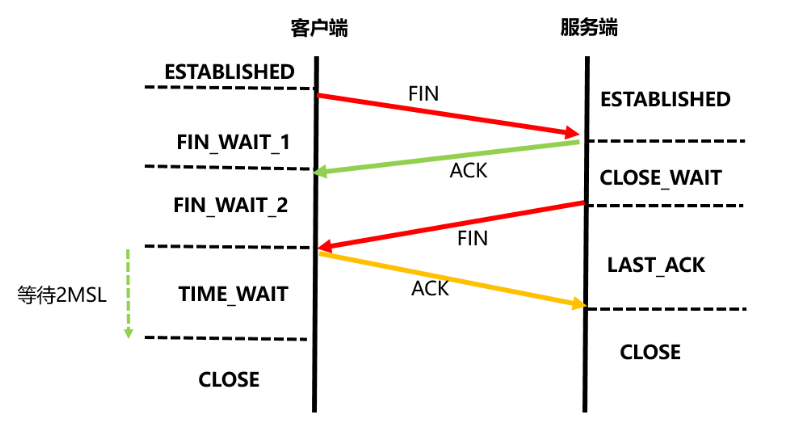 客户端
服务端
ESTABLISHED
FIN
ESTABLISHED
FIN_WAIT_1
ACK
CLOSE_WAIT
FIN_WAIT_2
FIN
LAST_ACK
等待2MSL
TIME_WAIT
ACK
CLOSE
CLOSE